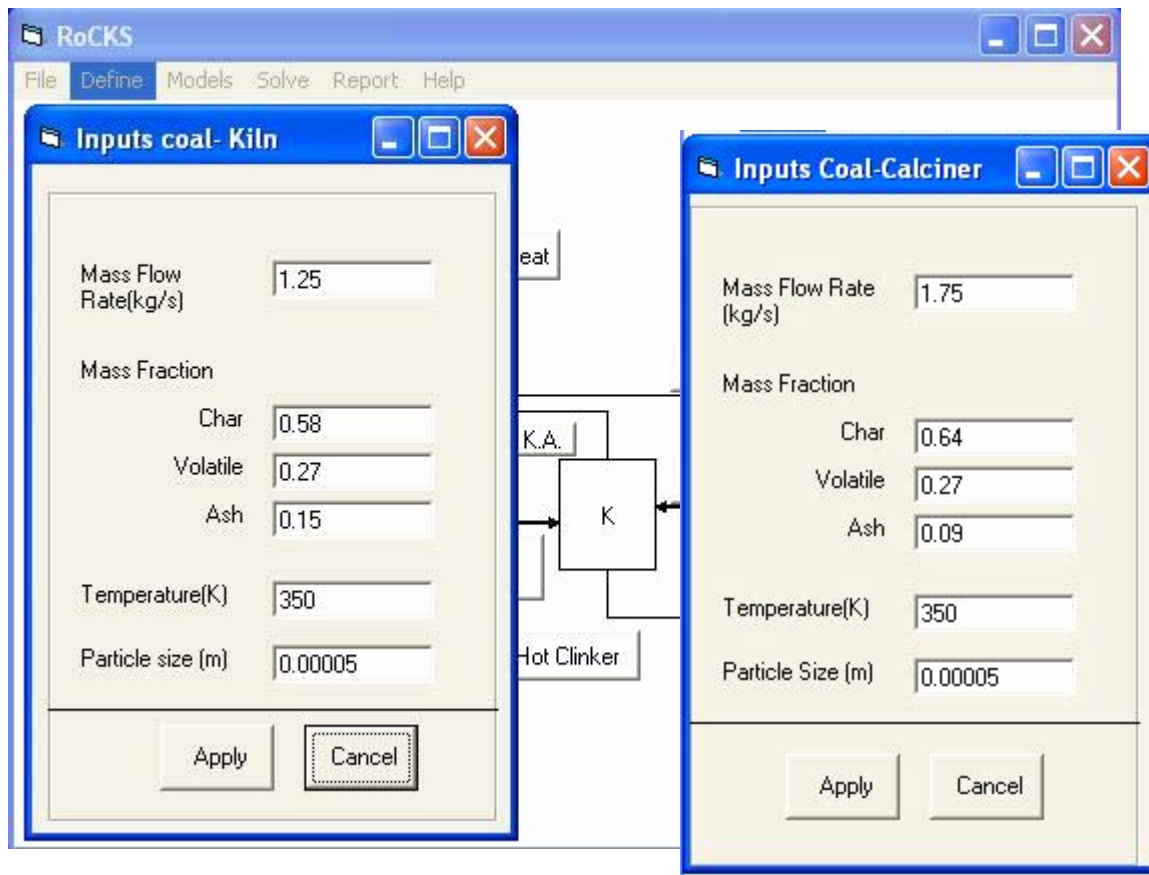 RoCKS
File Define Models Solve Report Help
Inputs coal- Kiln
Mass Flow
Rate(kg/s)
1.25
Mass Fraction
Char 0.58
Volatile 0.27
Ash 0.15
Temperature(K) 350
Particle size (m) 0.00005
Apply Cancel
eat
K.A.
K
Hot Clinker
Inputs Coal-Calciner
Mass Flow Rate
(kg/s)
1.75
Mass Fraction
Char 0.64
Volatile 0.27
Ash 0.09
Temperature(K) 350
Particle Size (m) 0.00005
Apply Cancel